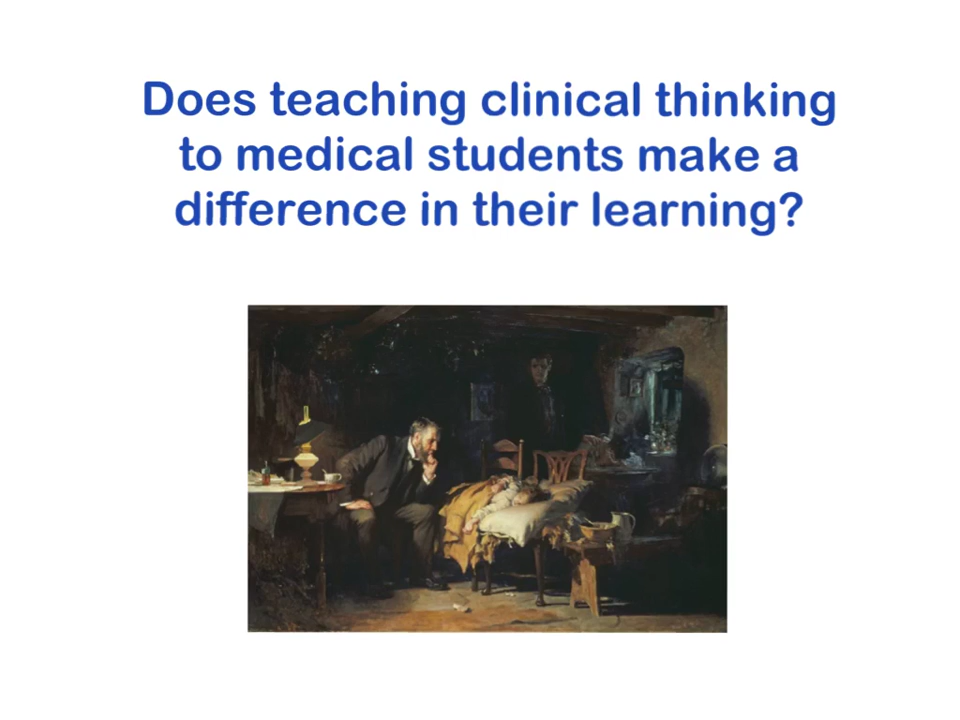 Does teaching clinical thinking
to medical students make a
difference in their learning?